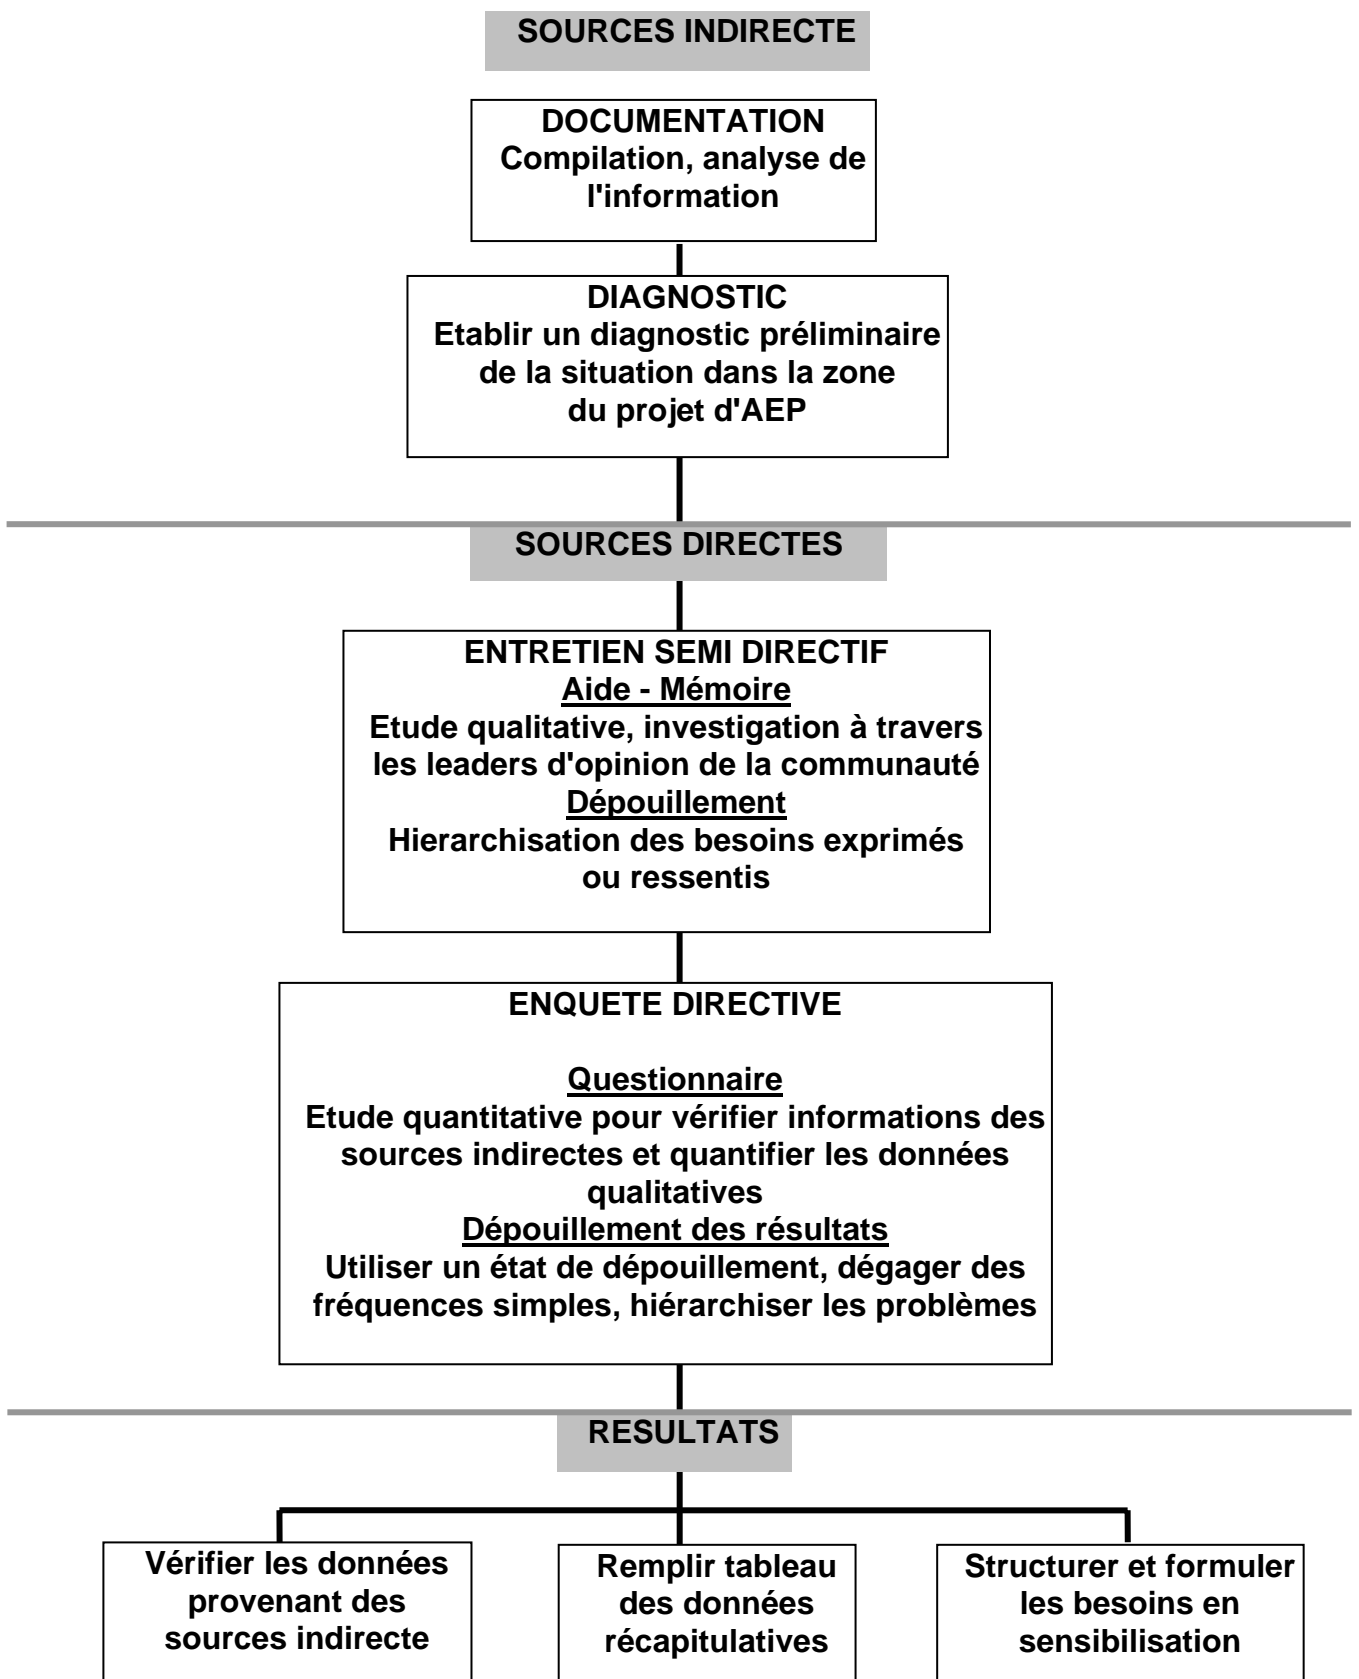 SOURCES INDIRECTE
DOCUMENTATION
Compilation, analyse de
l'information
DIAGNOSTIC
Etablir un diagnostic préliminaire
de la situation dans la zone
du projet d'AEP
SOURCES DIRECTES
ENTRETIEN SEMI DIRECTIF
Aide - Mémoire
Etude qualitative, investigation à travers
les leaders d'opinion de la communauté
Dépouillement
Hierarchisation des besoins exprimés
ou ressentis
ENQUETE DIRECTIVE
Questionnaire
Etude quantitative pour vérifier informations des
sources indirectes et quantifier les données
qualitatives
Dépouillement des résultats
Utiliser un état de dépouillement, dégager des
fréquences simples, hiérarchiser les problèmes
RESULTATS
Vérifier les données
provenant des
sources indirecte
Remplir tableau
des données
récapitulatives
Structurer et formuler
les besoins en
sensibilisation